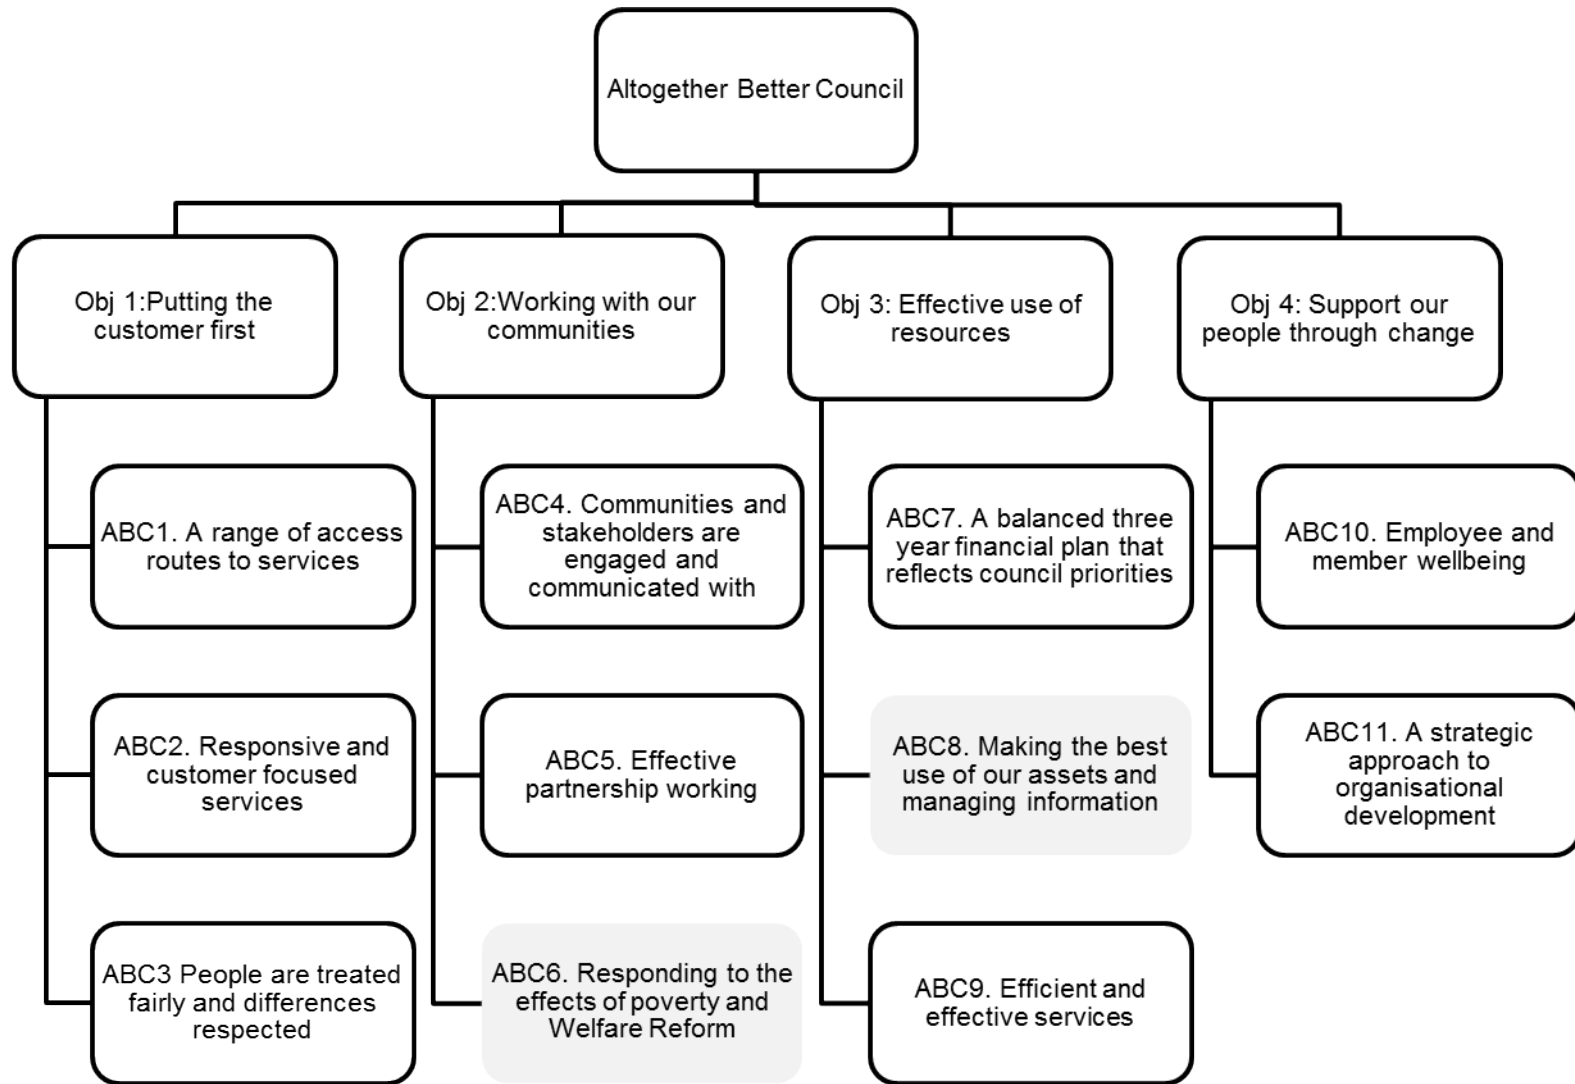 Altogether Better Council
Obj 1:Putting the
customer first
Obj 2:Working with our
communities
Obj 3: Effective use of
resources
Obj 4: Support our
people through change
ABC1. A range of access
routes to services
ABC4. Communities and
stakeholders are
engaged and
communicated with
ABC7. A balanced three
year financial plan that
reflects council priorities
ABC10. Employee and
member wellbeing
ABC2. Responsive and
customer focused
services
ABC5. Effective
partnership working
ABC8. Making the best
use of our assets and
managing information
ABC11. A strategic
approach to
organisational
development
ABC3 People are treated
fairly and differences
respected
ABC6. Responding to the
effects of poverty and
Welfare Reform
ABC9. Efficient and
effective services